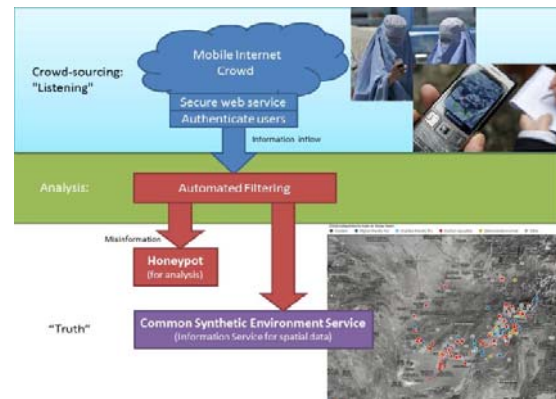 Mobile Internet
Crowd
Crowd-sourcing:
"Listening"
Secure web service
Authenticate users
Information inflow
Analysis:
Automated Filtering
Misinformation
Honeypot
(for analysis)
"Truth"
Common Synthetic Environment Service
(Information Service for spatial data)